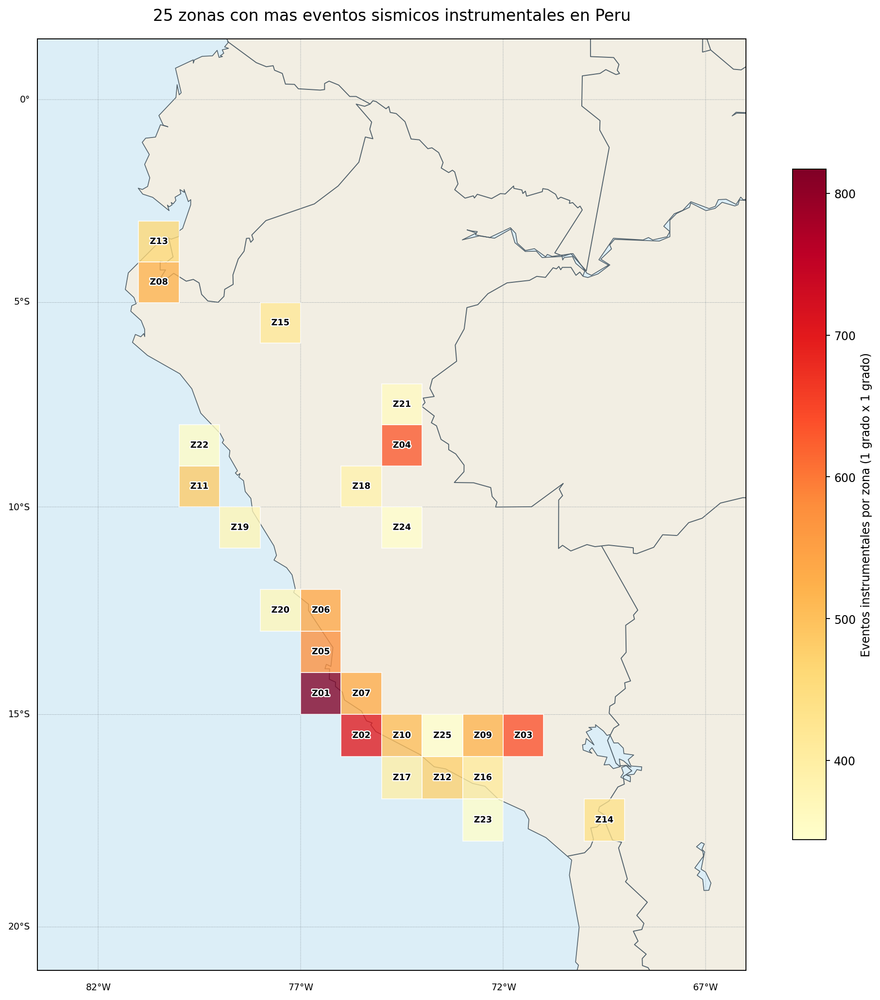 25 zonas con mas eventos sismicos instrumentales en Peru
0°
5°S
10°S
15°S
20°S
82°W
77°W
72°W
67°W
Z13
Z08
Z15
Z21
Z22
Z04
Z11
Z18
Z19
Z24
Z20
Z06
Z05
Z01
Z07
Z02
Z10
Z25
Z09
Z03
Z17
Z12
Z16
Z23
Z14
800
700
600
500
400
Eventos instrumentales por zona (1 grado x 1 grado)